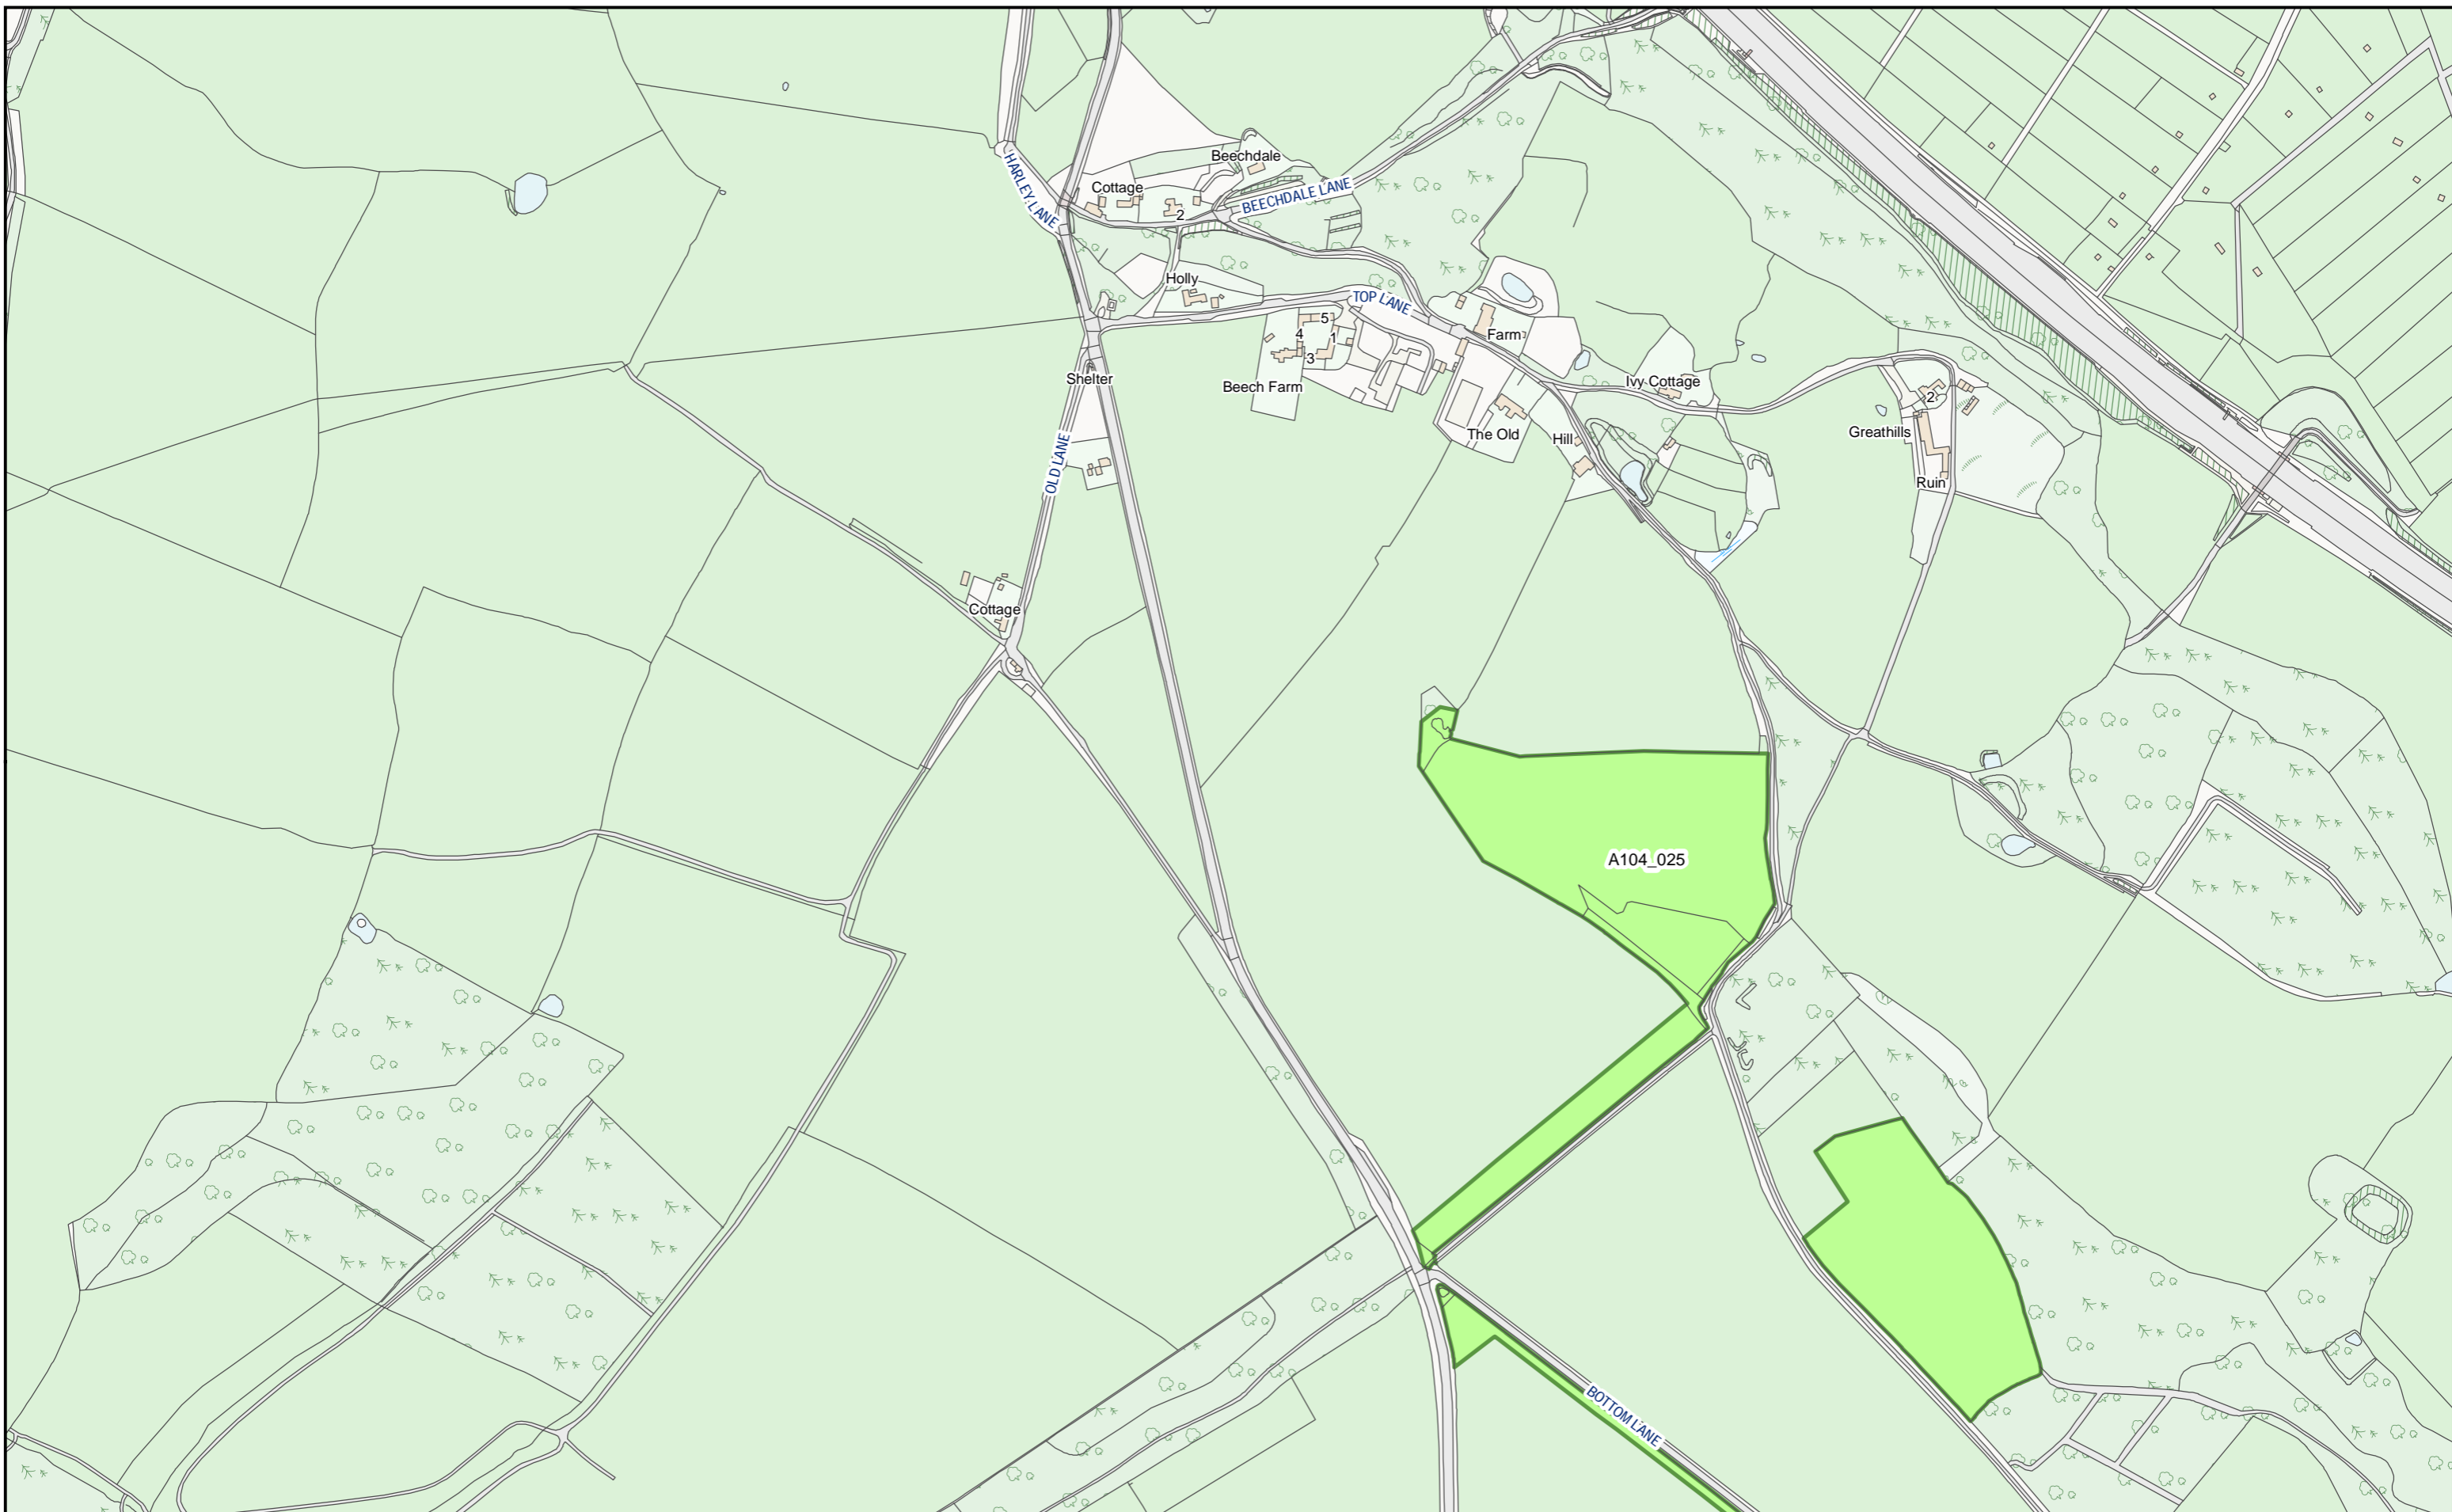 Beechdale
HARLEY LANE
Cottage
BEECHDALE LANE
2
Holly
TOP LANE
5
4
1
3
Farm
Shelter
Beech Farm
Ivy Cottage
2
The Old
Hill
Greathills
OLD LANE
Ruin
Cottage
A104_025
BOTTOM LANE